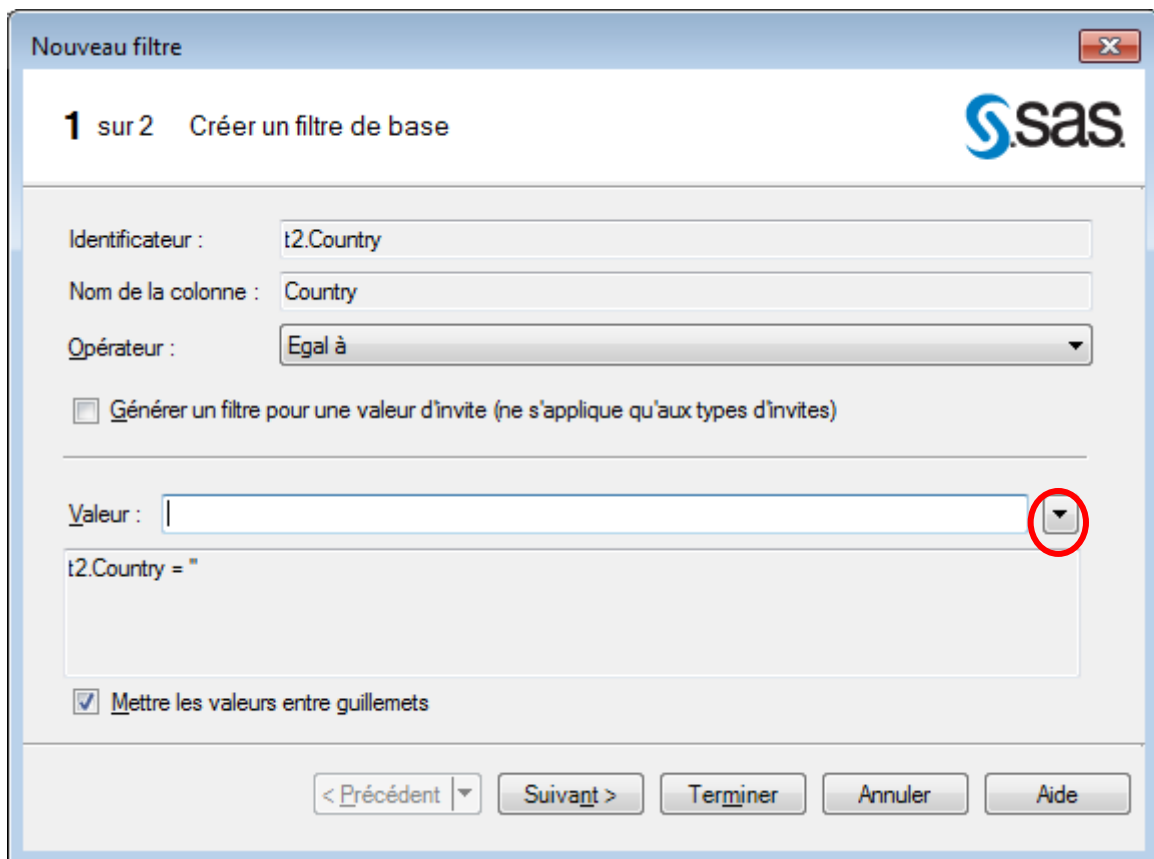 Nouveau filtre
1 sur 2 Créer un filtre de base
sas
Identificateur : t2.Country
Nom de la colonne : Country
Opérateur : Egal à
Générer un filtre pour une valeur d'invite (ne s'applique qu'aux types d'invites)
Valeur :
t2.Country = ''
Mettre les valeurs entre guillemets
< Précédent Suivant > Terminer Annuler Aide